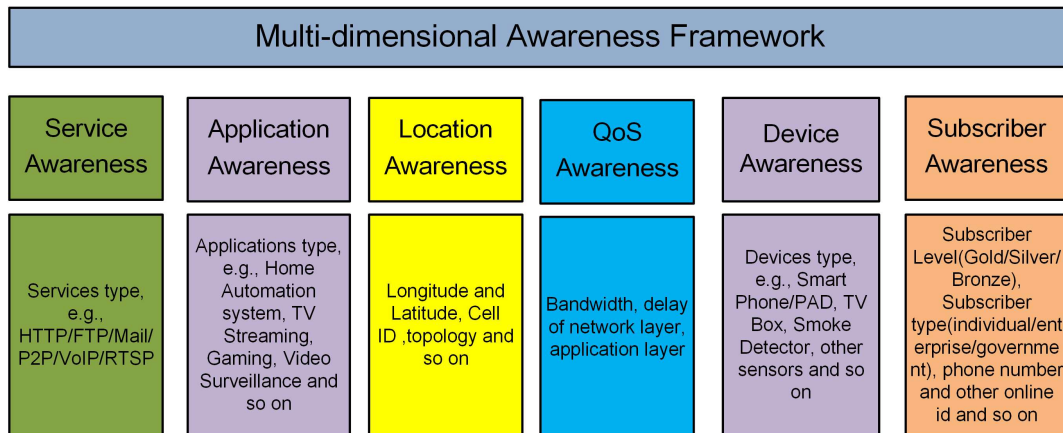 Multi-dimensional Awareness Framework
Service
Awareness
Application
Awareness
Location
Awareness
QoS
Awareness
Device
Awareness
Subscriber
Awareness
Services type,
e.g.,
HTTP/FTP/Mail/
P2P/VoIP/RTSP
Applications type,
e.g., Home
Automation
system, TV
Streaming,
Gaming, Video
Surveillance and
so on
Longitude and
Latitude, Cell
ID ,topology and
so on
Bandwidth, delay
of network layer,
application layer
Devices type,
e.g., Smart
Phone/PAD, TV
Box, Smoke
Detector, other
sensors and so
on
Subscriber
Level(Gold/Silver/
Bronze),
Subscriber
type(individual/ent
erprise/governme
nt), phone number
and other online
id and so on